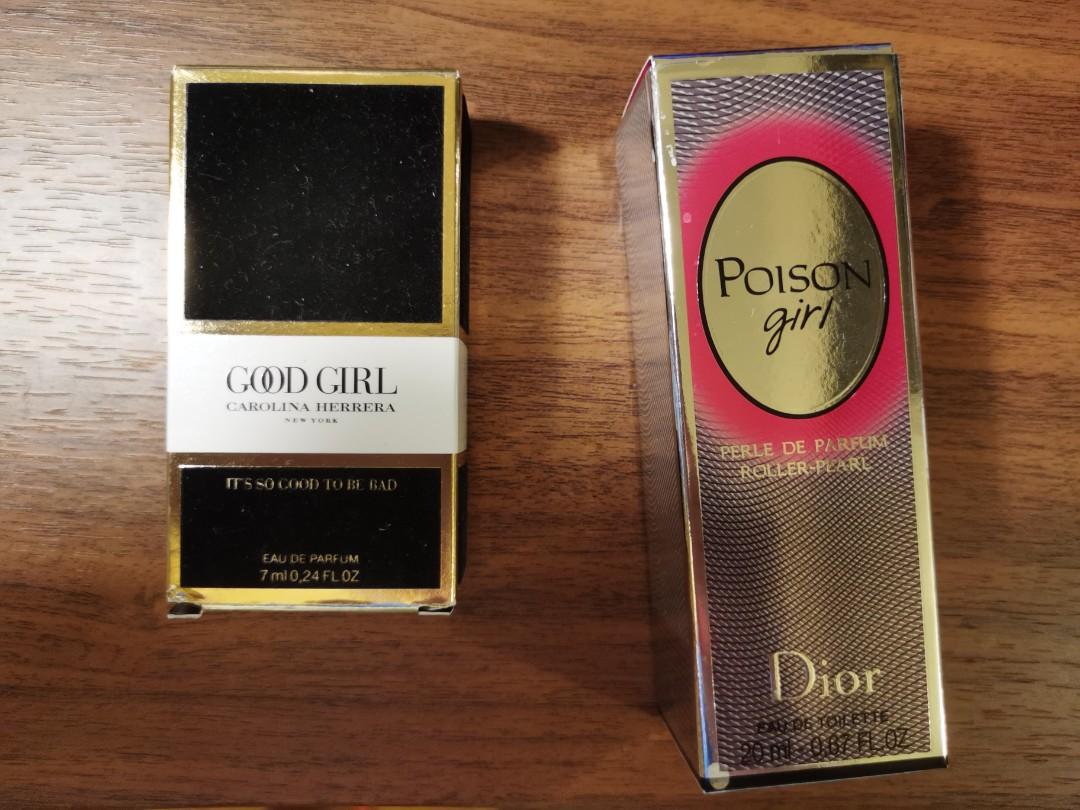 GOOD GIRL
CAROLINA HERRERA
NEW YORK
IT'S SO GOOD TO BE BAD
EAU DE PARFUM
7 ml 0,24 FL OZ
POISON
girl
PERLE DE PARFUM
ROLLER-PEARL
Dior
EAU DE TOILETTE
20 ml - 0.67 FL.OZ